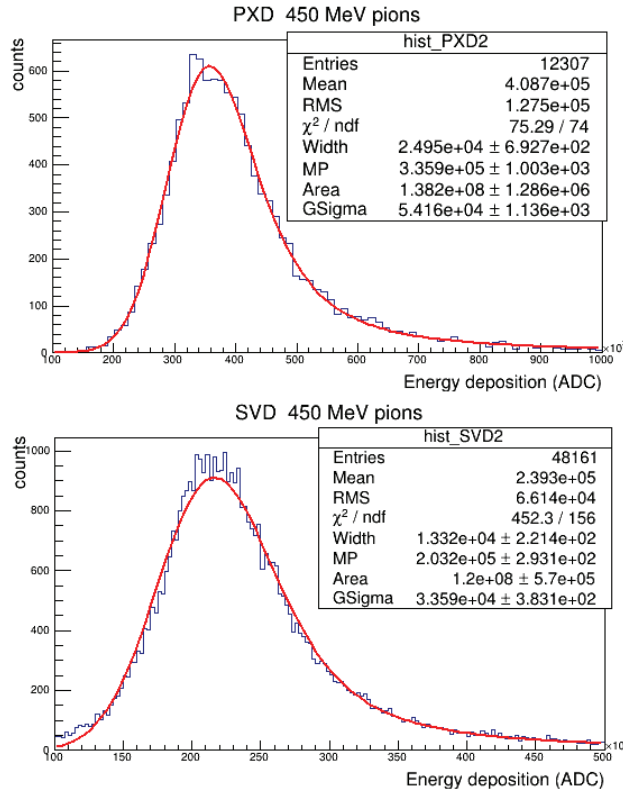 PXD 450 MeV pions
counts
hist_PXD2
Entries 12307
Mean 4.087e+05
RMS 1.275e+05
χ² / ndf 75.29 / 74
Width 2.495e+04 ± 6.927e+02
MP 3.359e+05 ± 1.003e+03
Area 1.382e+08 ± 1.286e+06
GSigma 5.416e+04 ± 1.136e+03
600
500
400
300
200
100
0
100 200 300 400 500 600 700 800 900 1000
Energy deposition (ADC)
SVD 450 MeV pions
counts
hist_SVD2
Entries 48161
Mean 2.393e+05
RMS 6.614e+04
χ² / ndf 452.3 / 156
Width 1.332e+04 ± 2.214e+02
MP 2.032e+05 ± 2.931e+02
Area 1.2e+08 ± 5.7e+05
GSigma 3.359e+04 ± 3.831e+02
1000
800
600
400
200
0
100 150 200 250 300 350 400 450 500
Energy deposition (ADC)